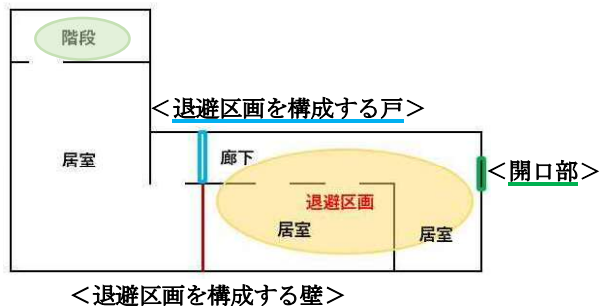 階段
＜退避区画を構成する戸＞
居室
廊下
＜開口部＞
退避区画
居室
居室
＜退避区画を構成する壁＞